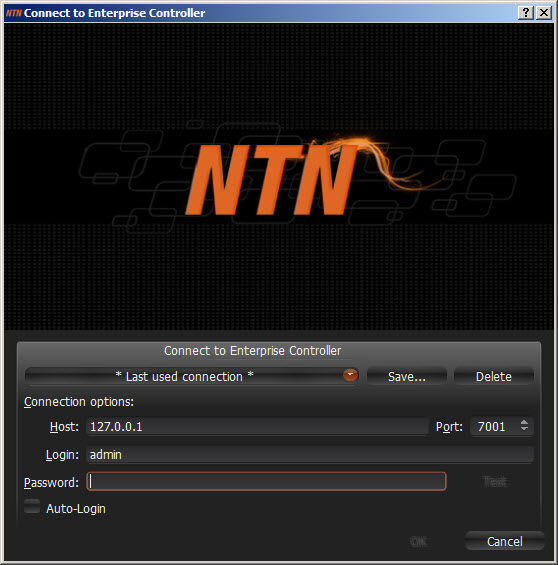 NTN Connect to Enterprise Controller
NTN
Connect to Enterprise Controller
* Last used connection * Save... Delete
Connection options:
Host: 127.0.0.1 Port: 7001
Login: admin
Password: Test
Auto-Login
OK Cancel